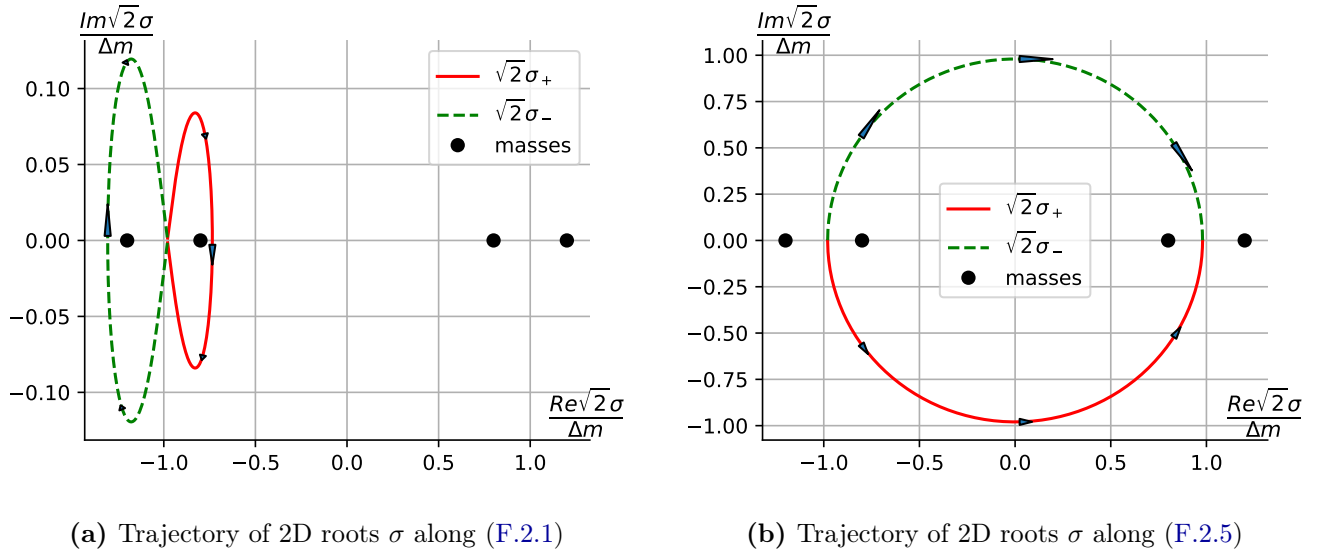 Im√2σ
Δm
0.10
0.05
0.00
−0.05
−0.10
−1.0 −0.5 0.0 0.5 1.0
√2σ₊
√2σ₋
masses
Re√2σ
Δm
(a) Trajectory of 2D roots σ along (F.2.1)
Im√2σ
Δm
1.00
0.75
0.50
0.25
0.00
−0.25
−0.50
−0.75
−1.00
−1.0 −0.5 0.0 0.5 1.0
√2σ₊
√2σ₋
masses
Re√2σ
Δm
(b) Trajectory of 2D roots σ along (F.2.5)